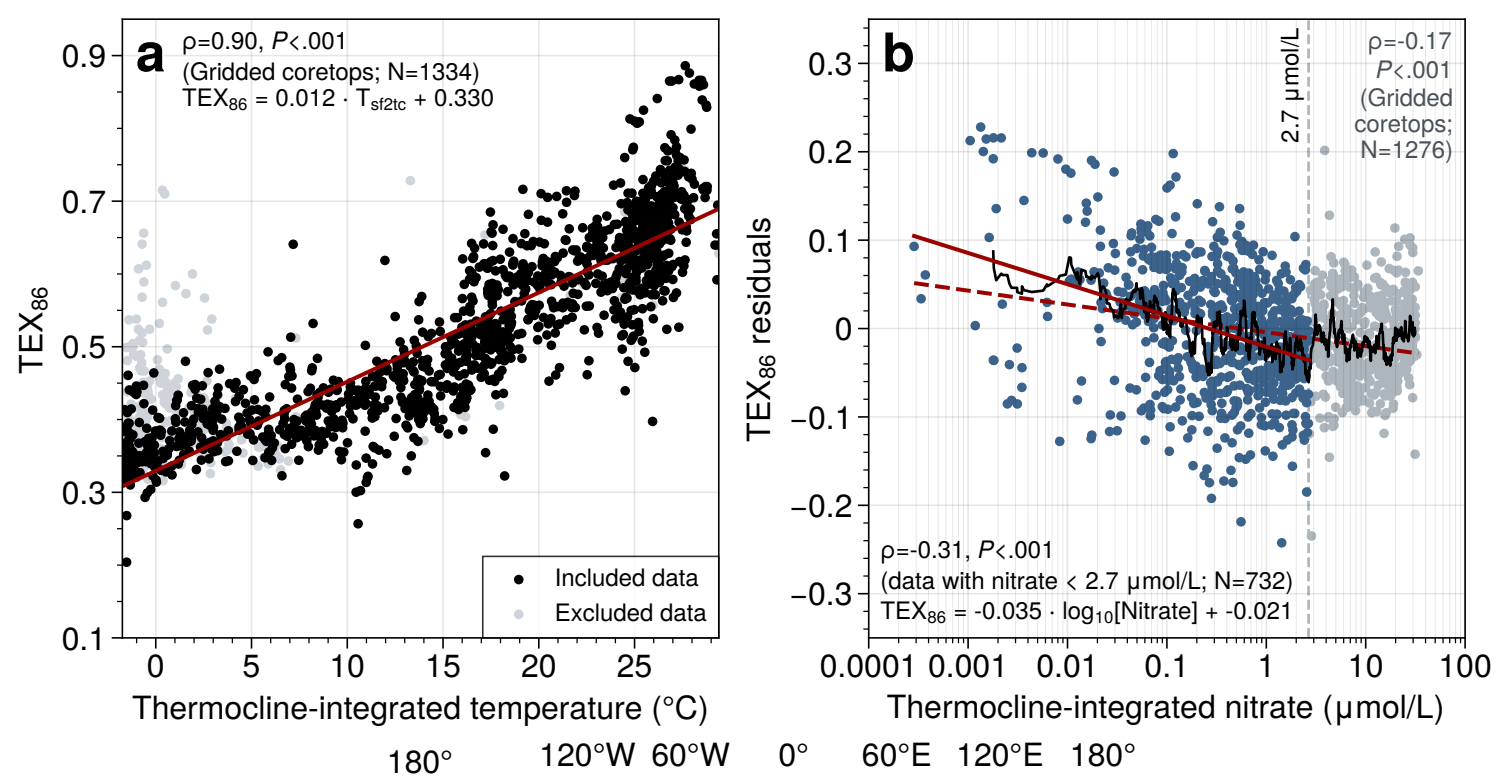 a
ρ=0.90, P<.001
(Gridded coretops; N=1334)
TEX86 = 0.012 · Tsf2tc + 0.330
0.9
0.7
0.5
0.3
0.1
TEX86
Included data
Excluded data
0 5 10 15 20 25
Thermocline-integrated temperature (°C)
b
2.7 μmol/L
ρ=-0.17
P<.001
(Gridded
coretops;
N=1276)
0.3
0.2
0.1
0
−0.1
−0.2
−0.3
TEX86 residuals
ρ=-0.31, P<.001
(data with nitrate < 2.7 μmol/L; N=732)
TEX86 = -0.035 · log10[Nitrate] + -0.021
0.0001 0.001 0.01 0.1 1 10 100
Thermocline-integrated nitrate (μmol/L)
180° 120°W 60°W 0° 60°E 120°E 180°